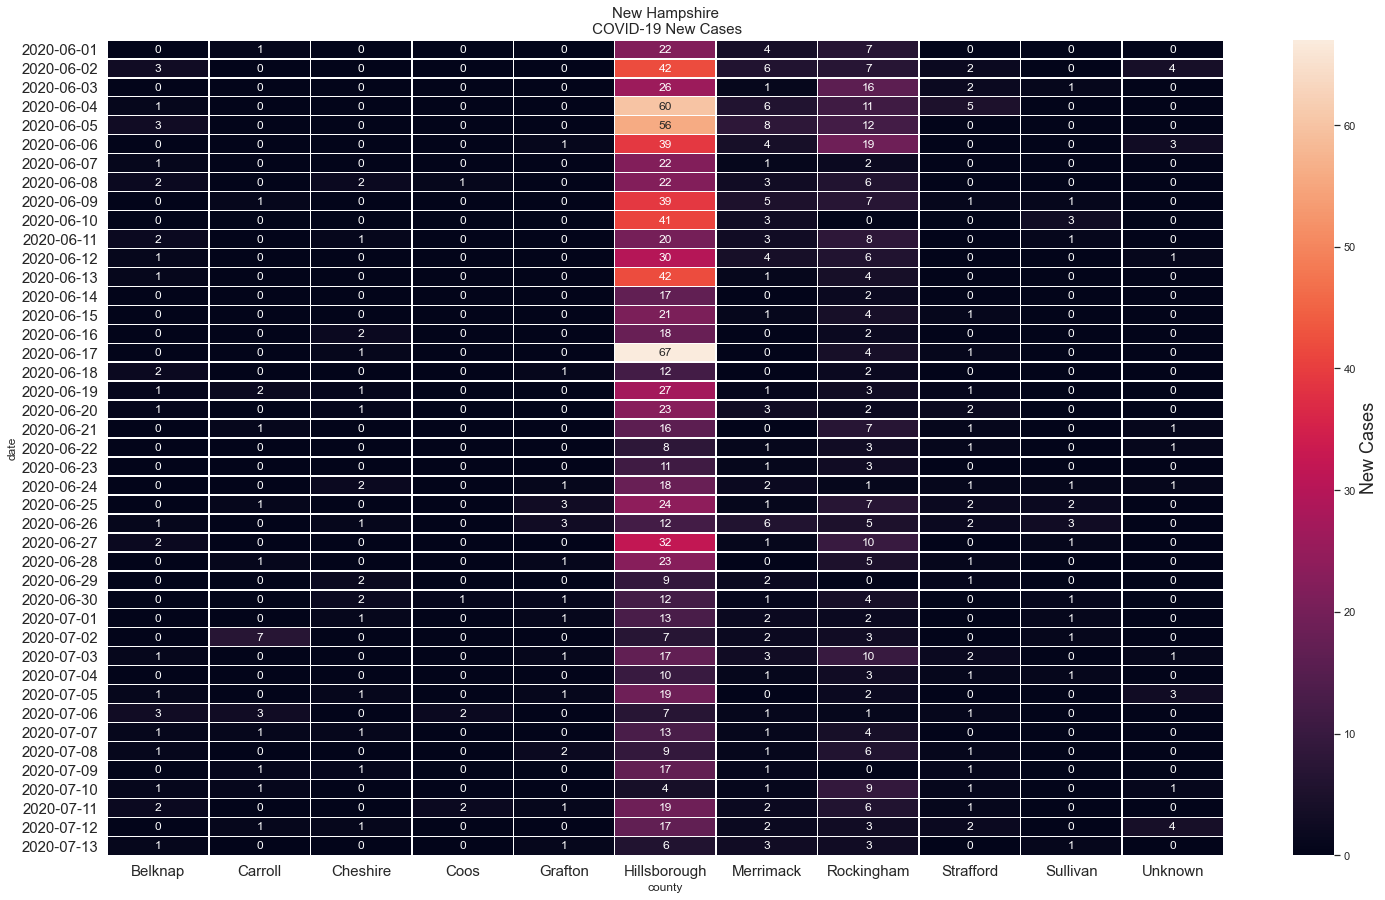 New Hampshire
COVID-19 New Cases
2020-06-01 0 1 0 0 0 22 4 7 0 0 0
2020-06-02 3 0 0 0 0 42 6 7 2 0 4
2020-06-03 0 0 0 0 0 26 1 16 2 1 0
2020-06-04 1 0 0 0 0 60 6 11 5 0 0
2020-06-05 3 0 0 0 0 56 8 12 0 0 0
2020-06-06 0 0 0 0 1 39 4 19 0 0 3
2020-06-07 1 0 0 0 0 22 1 2 0 0 0
2020-06-08 2 0 2 1 0 22 3 6 0 0 0
2020-06-09 0 1 0 0 0 39 5 7 1 1 0
2020-06-10 0 0 0 0 0 41 3 0 0 3 0
2020-06-11 2 0 1 0 0 20 3 8 0 1 0
2020-06-12 1 0 0 0 0 30 4 6 0 0 1
2020-06-13 1 0 0 0 0 42 1 4 0 0 0
2020-06-14 0 0 0 0 0 17 0 2 0 0 0
2020-06-15 0 0 0 0 0 21 1 4 1 0 0
2020-06-16 0 0 2 0 0 18 0 2 0 0 0
2020-06-17 0 0 1 0 0 67 0 4 1 0 0
2020-06-18 2 0 0 0 1 12 0 2 0 0 0
2020-06-19 1 2 1 0 0 27 1 3 1 0 0
2020-06-20 1 0 1 0 0 23 3 2 2 0 0
2020-06-21 0 1 0 0 0 16 0 7 1 0 1
2020-06-22 0 0 0 0 0 8 1 3 1 0 1
2020-06-23 0 0 0 0 0 11 1 3 0 0 0
2020-06-24 0 0 2 0 1 18 2 1 1 1 1
2020-06-25 0 1 0 0 3 24 1 7 2 2 0
2020-06-26 1 0 1 0 3 12 6 5 2 3 0
2020-06-27 2 0 0 0 0 32 1 10 0 1 0
2020-06-28 0 1 0 0 1 23 0 5 1 0 0
2020-06-29 0 0 2 0 0 9 2 0 1 0 0
2020-06-30 0 0 2 1 1 12 1 4 0 1 0
2020-07-01 0 0 1 0 1 13 2 2 0 1 0
2020-07-02 0 7 0 0 0 7 2 3 0 1 0
2020-07-03 1 0 0 0 1 17 3 10 2 0 1
2020-07-04 0 0 0 0 0 10 1 3 1 1 0
2020-07-05 1 0 1 0 1 19 0 2 0 0 3
2020-07-06 3 3 0 2 0 7 1 1 1 0 0
2020-07-07 1 1 1 0 0 13 1 4 0 0 0
2020-07-08 1 0 0 0 2 9 1 6 1 0 0
2020-07-09 0 1 1 0 0 17 1 0 1 0 0
2020-07-10 1 1 0 0 0 4 1 9 1 0 1
2020-07-11 2 0 0 2 1 19 2 6 1 0 0
2020-07-12 0 1 1 0 0 17 2 3 2 0 4
2020-07-13 1 0 0 0 1 6 3 3 0 1 0
date
Belknap Carroll Cheshire Coos Grafton Hillsborough Merrimack Rockingham Strafford Sullivan Unknown
county
60
50
40
30
20
10
0
New Cases